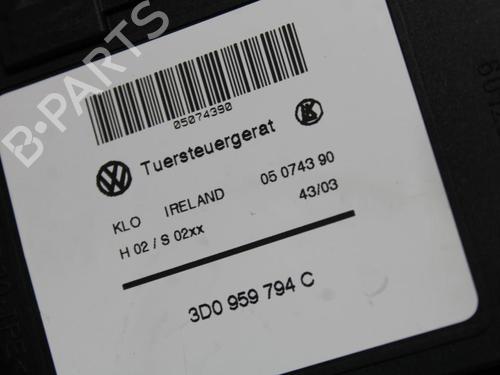 B-PARTS
05074390
Tuersteuergerat
KLO IRELAND 05 0743 90
H 02 / S 02xx 43/03
3D0 959 794 C